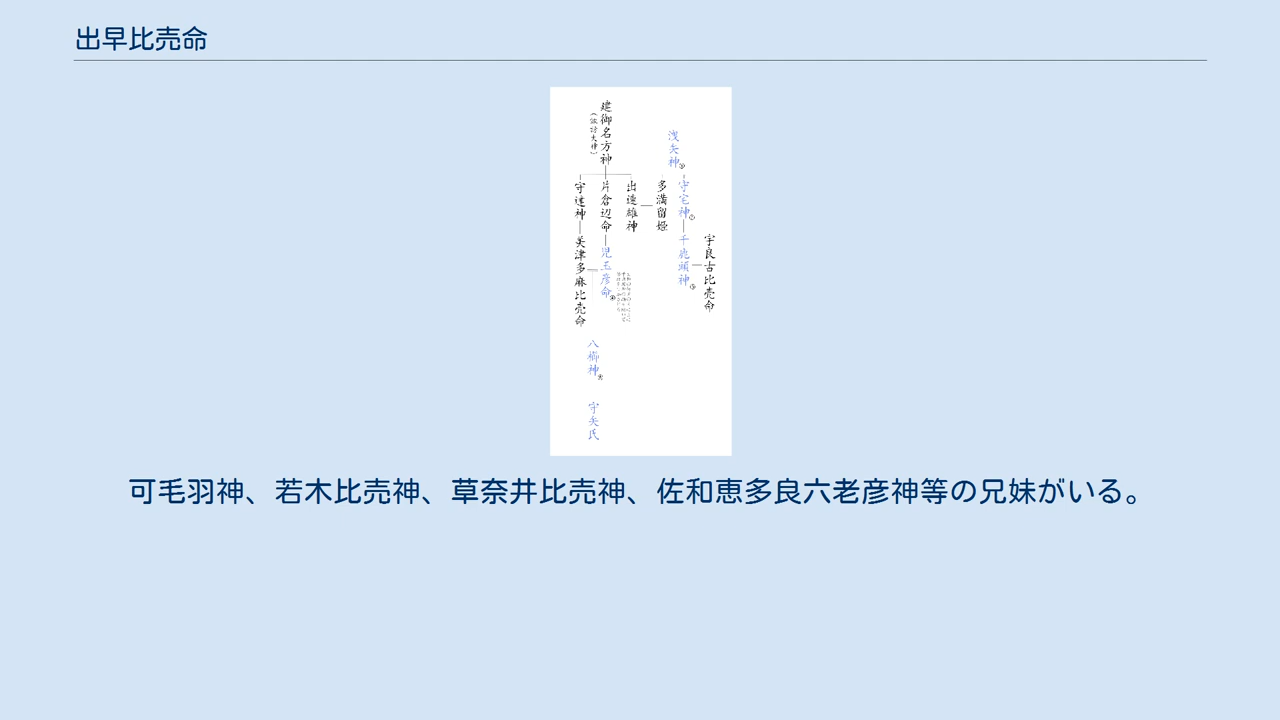 出早比売命
洩矢神
守宅神
千鹿頭神
宇良古比売命
多満留姫
出速雄神
建御名方神
(諏訪大神)
片倉辺命
児玉彦命
守達神
美津多麻比売命
八櫛神
守矢氏
可毛羽神、若木比売神、草奈井比売神、佐和恵多良六老彦神等の兄妹がいる。